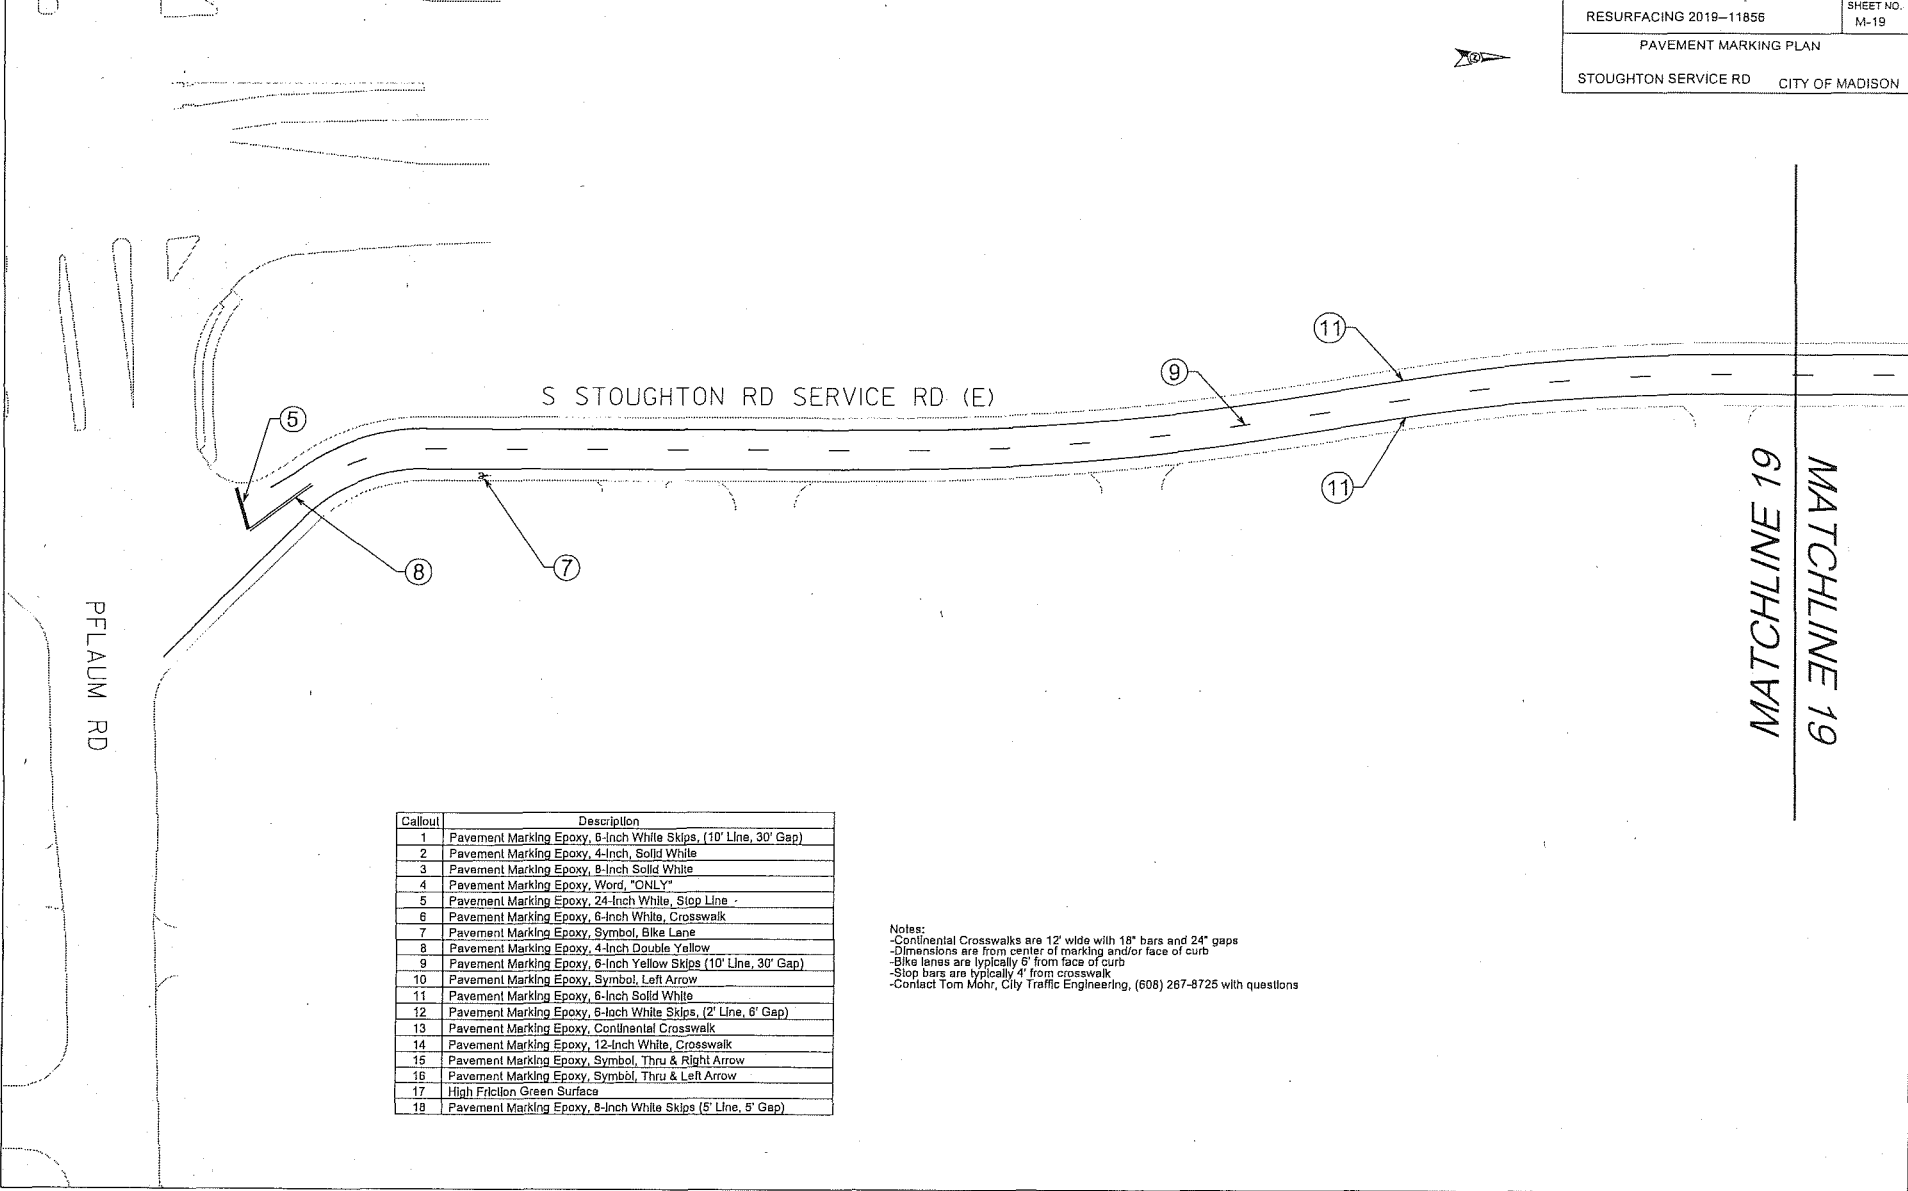 RESURFACING 2019-11856
SHEET NO.
M-19
PAVEMENT MARKING PLAN
STOUGHTON SERVICE RD CITY OF MADISON
11
9
S STOUGHTON RD SERVICE RD (E)
5
11
8
7
MATCHLINE 19
MATCHLINE 19
PFLAUM RD
Callout Description
1 Pavement Marking Epoxy, 6-Inch White Skips, (10' Line, 30' Gap)
2 Pavement Marking Epoxy, 4-Inch, Solid White
3 Pavement Marking Epoxy, 8-Inch Solid White
4 Pavement Marking Epoxy, Word, "ONLY"
5 Pavement Marking Epoxy, 24-Inch White, Stop Line
6 Pavement Marking Epoxy, 6-Inch White, Crosswalk
7 Pavement Marking Epoxy, Symbol, Bike Lane
8 Pavement Marking Epoxy, 4-Inch Double Yellow
9 Pavement Marking Epoxy, 6-Inch Yellow Skips (10' Line, 30' Gap)
10 Pavement Marking Epoxy, Symbol, Left Arrow
11 Pavement Marking Epoxy, 6-Inch Solid White
12 Pavement Marking Epoxy, 6-Inch White Skips, (2' Line, 6' Gap)
13 Pavement Marking Epoxy, Continental Crosswalk
14 Pavement Marking Epoxy, 12-Inch White, Crosswalk
15 Pavement Marking Epoxy, Symbol, Thru & Right Arrow
16 Pavement Marking Epoxy, Symbol, Thru & Left Arrow
17 High Friction Green Surface
18 Pavement Marking Epoxy, 8-Inch White Skips (5' Line, 5' Gap)
Notes:
-Continental Crosswalks are 12' wide with 18" bars and 24" gaps
-Dimensions are from center of marking and/or face of curb
-Bike lanes are typically 6' from face of curb
-Stop bars are typically 4' from crosswalk
-Contact Tom Mohr, City Traffic Engineering, (608) 267-8725 with questions